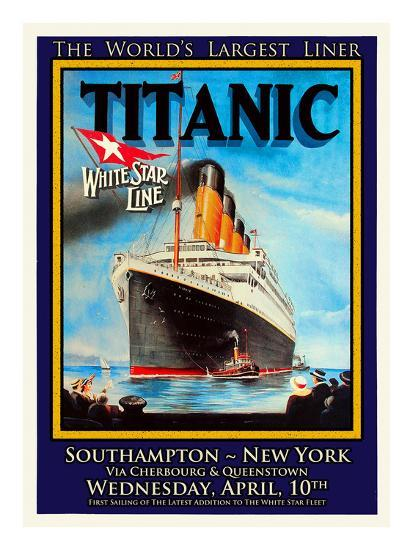 THE WORLD'S LARGEST LINER
TITANIC
WHITE STAR
LINE
SOUTHAMPTON ~ NEW YORK
VIA CHERBOURG & QUEENSTOWN
WEDNESDAY, APRIL, 10TH
FIRST SAILING OF THE LATEST ADDITION TO THE WHITE STAR FLEET